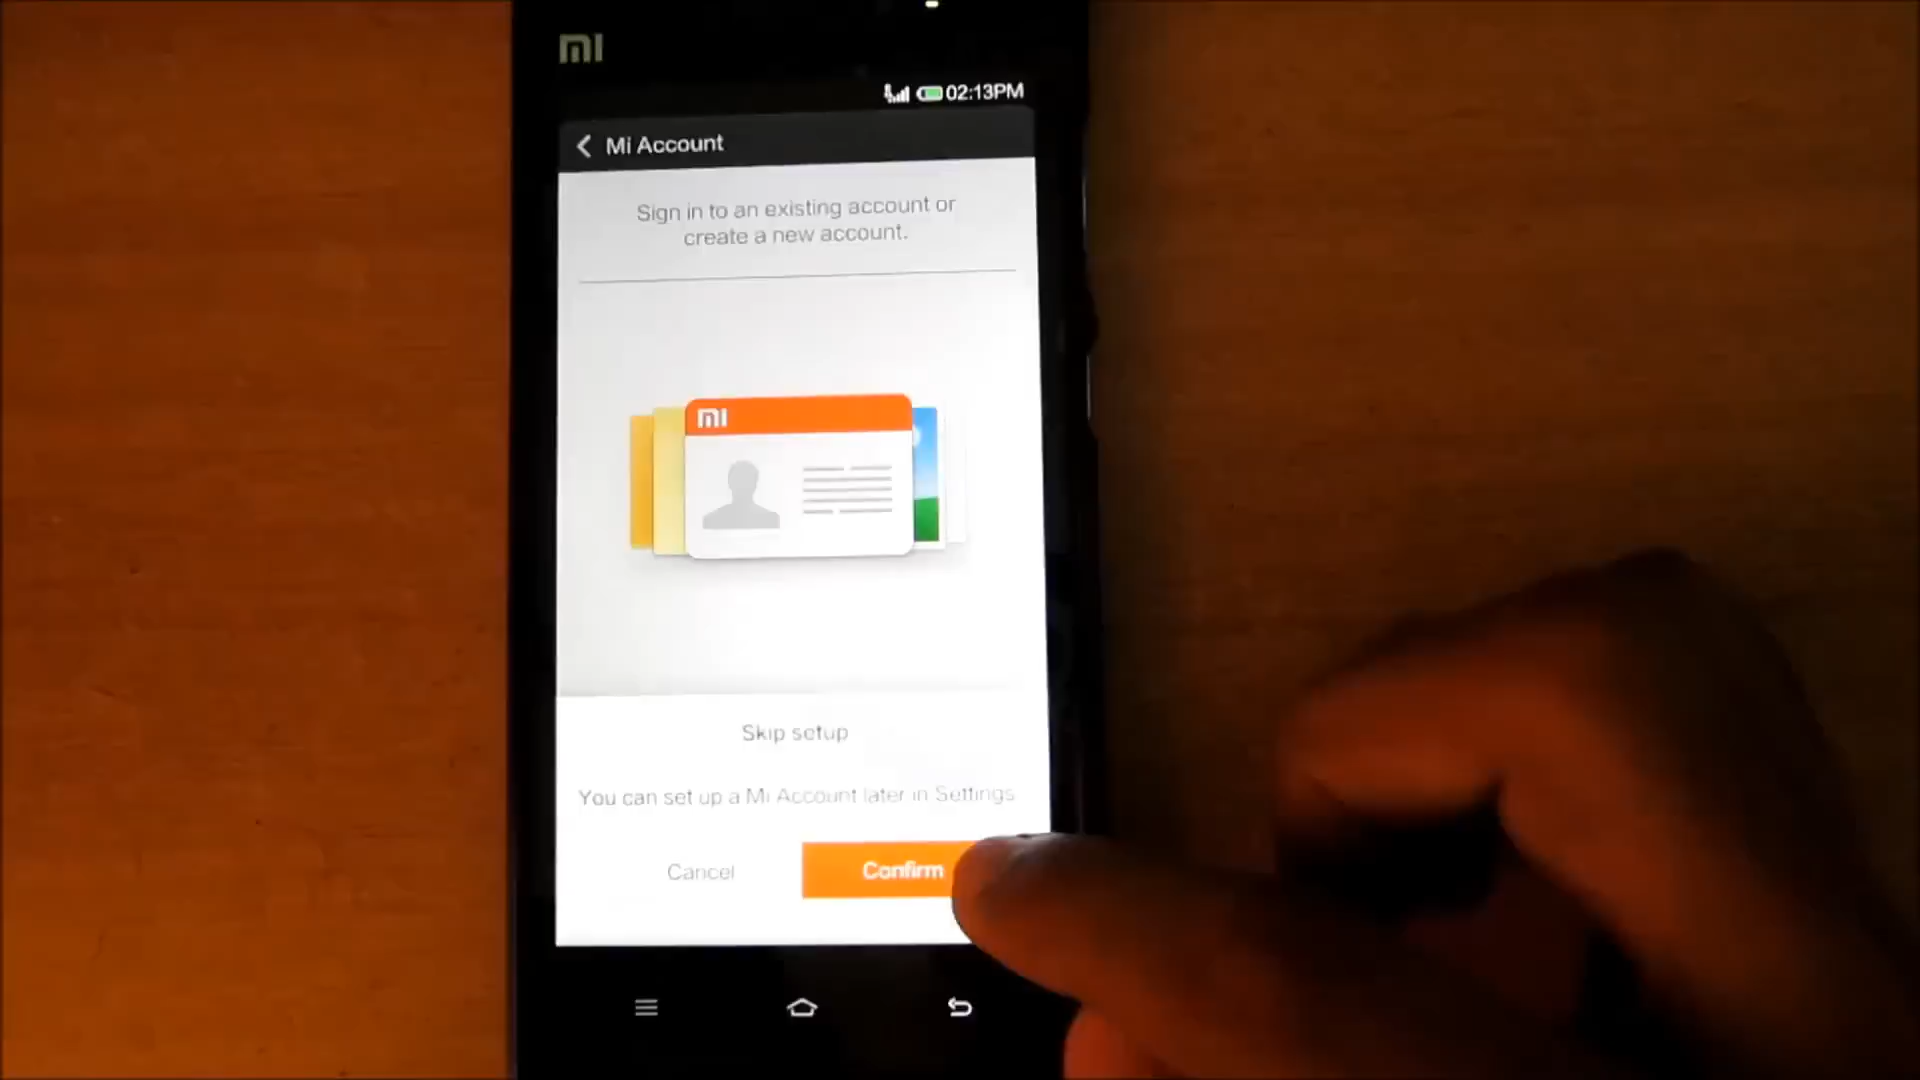 mi
02:13PM
Mi Account
Sign in to an existing account or
create a new account.
mi
Skip setup
You can set up a Mi Account later in Settings
Cancel
Confirm